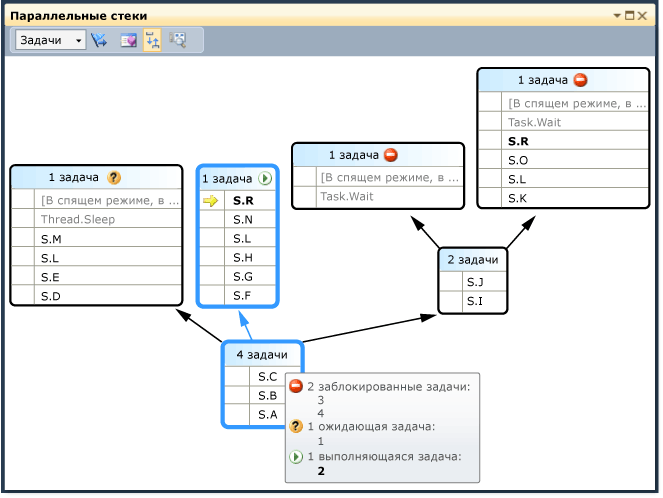 Параллельные стеки
Задачи
1 задача
[В спящем режиме, в ...
Task.Wait
S.R
S.O
S.L
S.K
1 задача
[В спящем режиме, в ...
Task.Wait
1 задача
[В спящем режиме, в ...
Thread.Sleep
S.M
S.L
S.E
S.D
1 задача
S.R
S.N
S.L
S.H
S.G
S.F
2 задачи
S.J
S.I
4 задачи
S.C
S.B
S.A
2 заблокированные задачи:
3
4
1 ожидающая задача:
1
1 выполняющаяся задача:
2